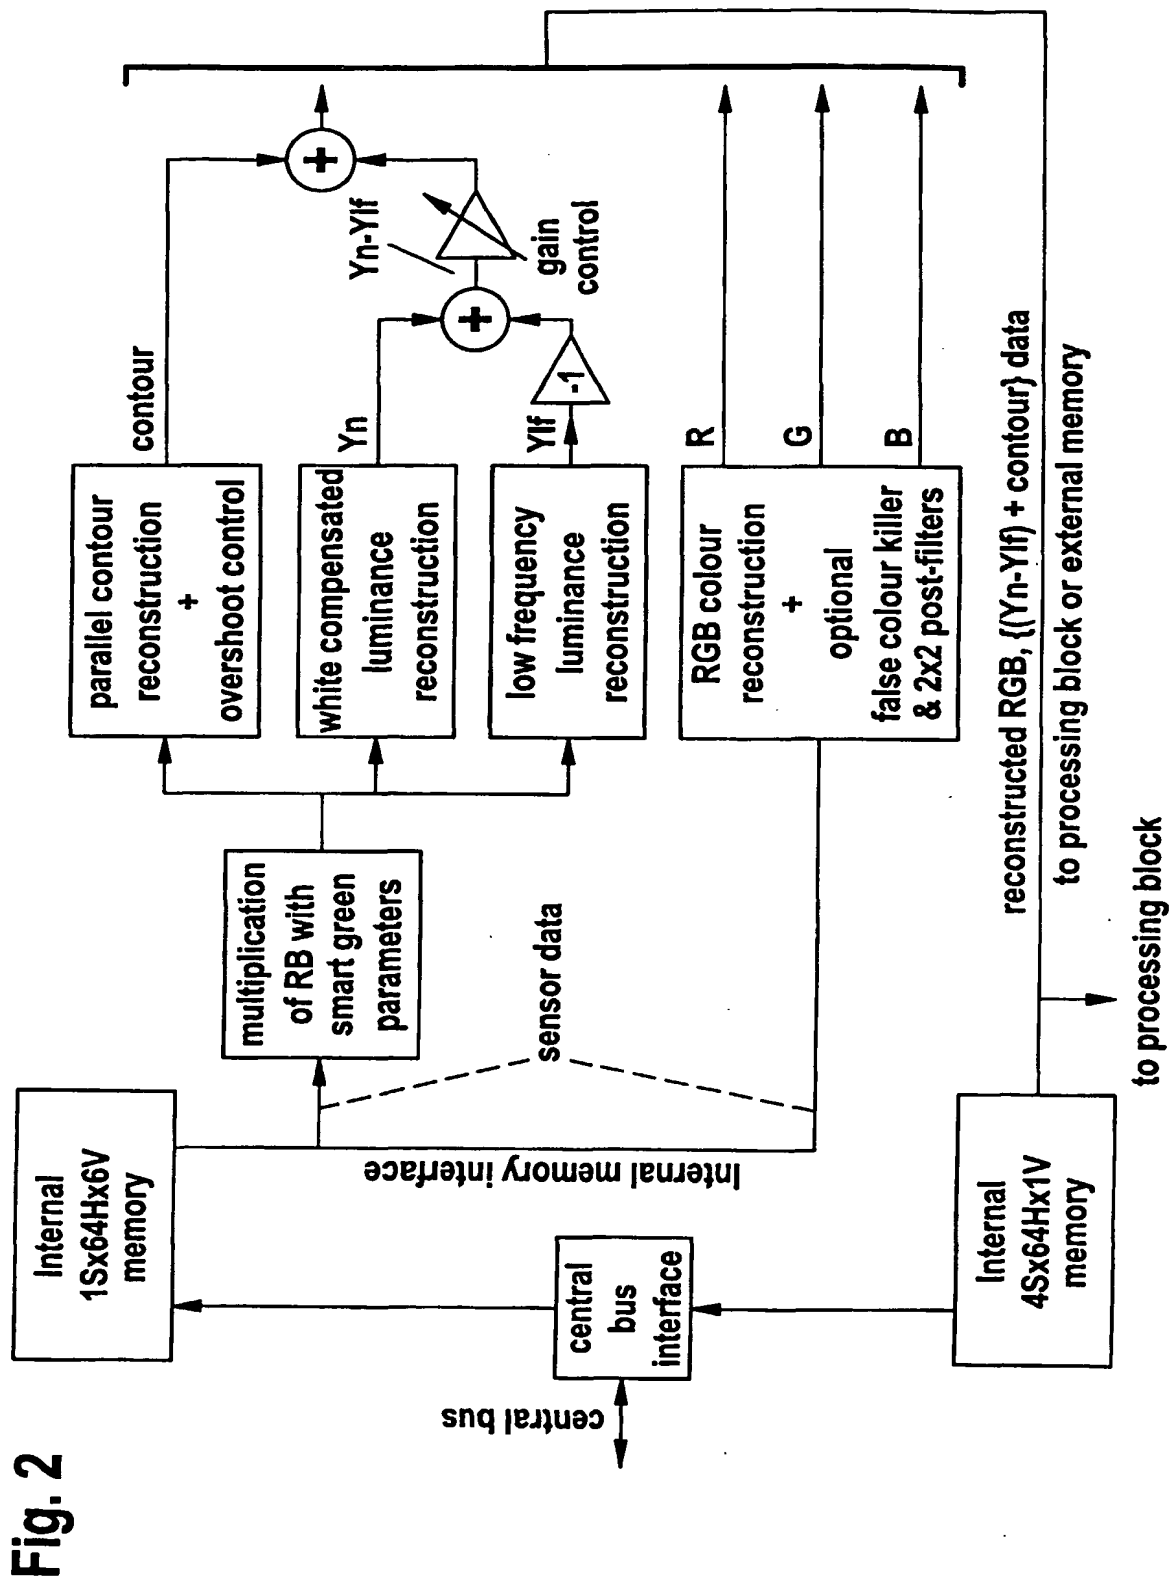 Fig. 2
central bus
central
bus
interface
Internal
1Sx64Hx6V
memory
Internal
4Sx64Hx1V
memory
Internal memory interface
sensor data
multiplication
of RB with
smart green
parameters
parallel contour
reconstruction
+
overshoot control
contour
white compensated
luminance
reconstruction
Yn
low frequency
luminance
reconstruction
Ylf
-1
+
Yn-Ylf
gain
control
+
RGB colour
reconstruction
+
optional
false colour killer
& 2x2 post-filters
R
G
B
reconstructed RGB, {(Yn-Ylf) + contour} data
to processing block or external memory
to processing block